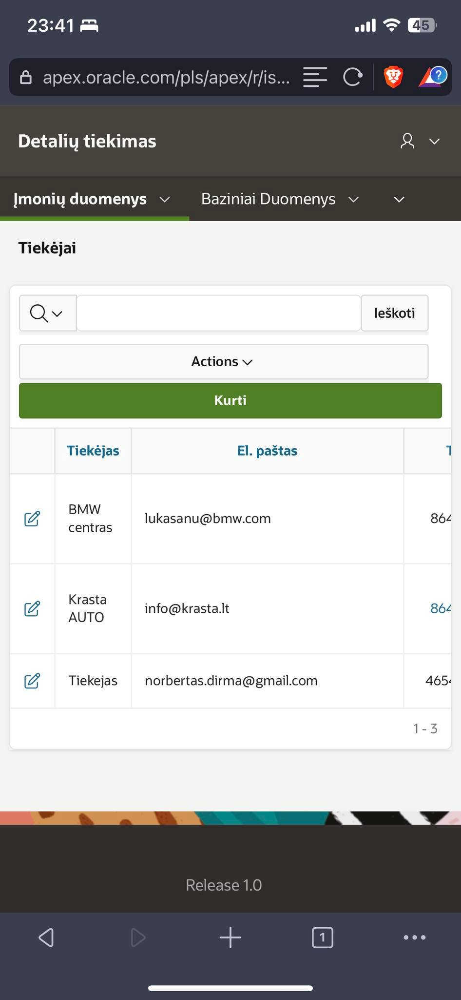 23:41
45
apex.oracle.com/pls/apex/r/is...
Detalių tiekimas
Įmonių duomenys
Baziniai Duomenys
Tiekėjai
Ieškoti
Actions
Kurti
Tiekėjas El. paštas T
BMW centras lukasanu@bmw.com 864
Krasta AUTO info@krasta.lt 864
Tiekejas norbertas.dirma@gmail.com 4654
1 - 3
Release 1.0
1